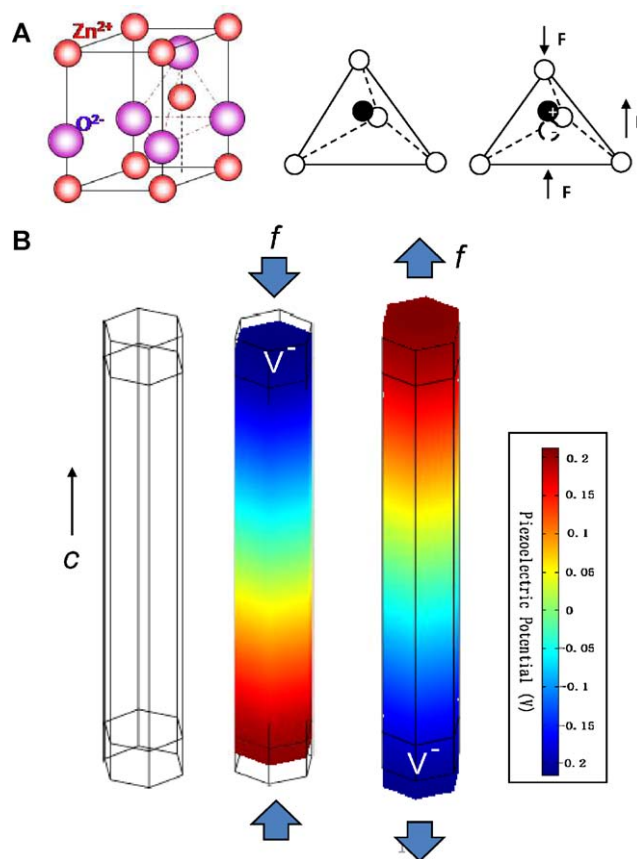 A
Zn²⁺
O²⁻
F
F
+
-
B
f
f
V⁻
c
V⁻
Piezoelectric Potential (V)
0.2
0.15
0.1
0.05
0
-0.05
-0.1
0.15
-0.2